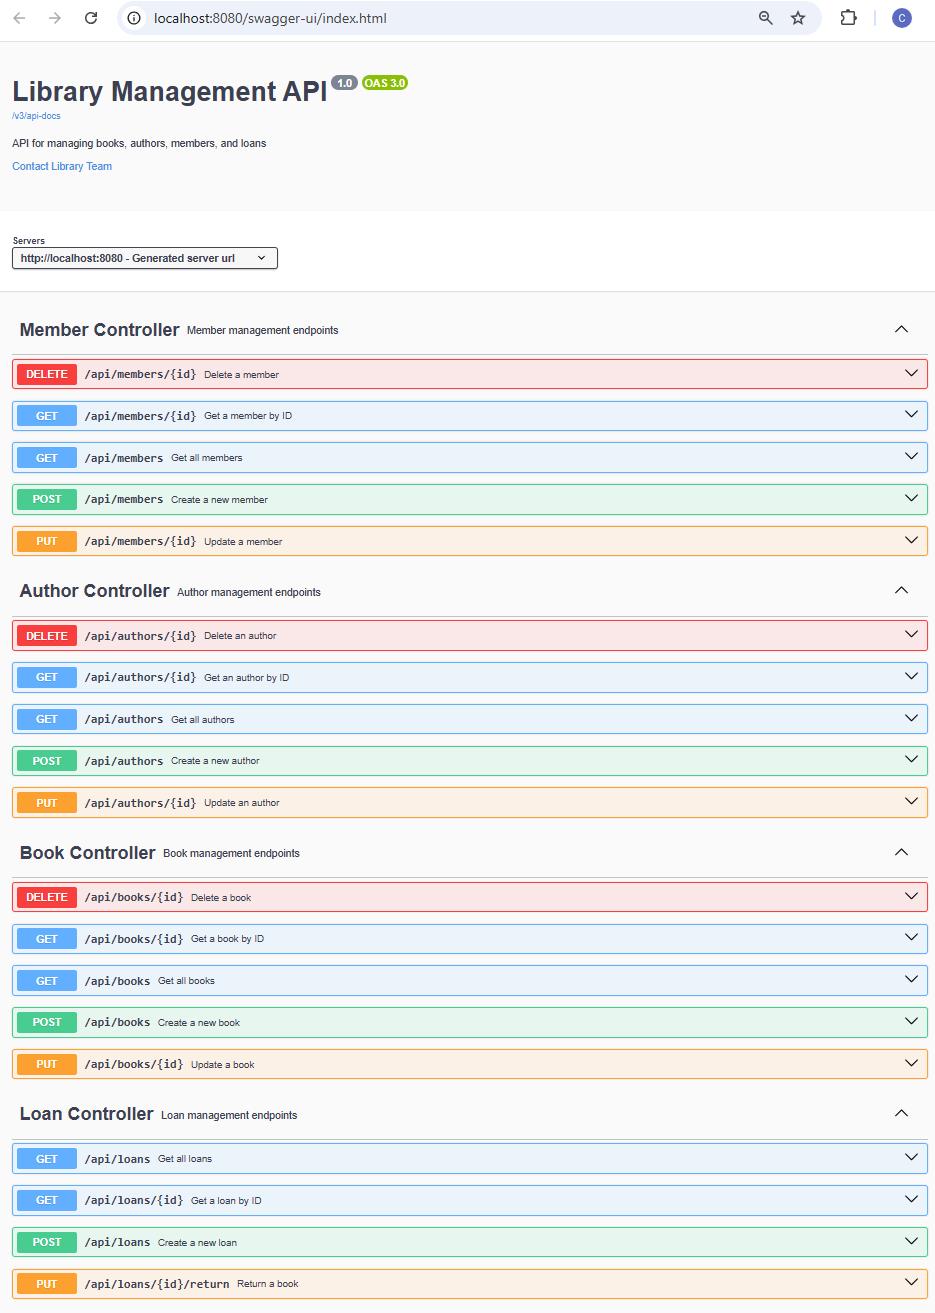 localhost:8080/swagger-ui/index.html
C
Library Management API 1.0 OAS 3.0
/v3/api-docs
API for managing books, authors, members, and loans
Contact Library Team
Servers
http://localhost:8080 - Generated server url
Member Controller Member management endpoints
DELETE /api/members/{id} Delete a member
GET /api/members/{id} Get a member by ID
GET /api/members Get all members
POST /api/members Create a new member
PUT /api/members/{id} Update a member
Author Controller Author management endpoints
DELETE /api/authors/{id} Delete an author
GET /api/authors/{id} Get an author by ID
GET /api/authors Get all authors
POST /api/authors Create a new author
PUT /api/authors/{id} Update an author
Book Controller Book management endpoints
DELETE /api/books/{id} Delete a book
GET /api/books/{id} Get a book by ID
GET /api/books Get all books
POST /api/books Create a new book
PUT /api/books/{id} Update a book
Loan Controller Loan management endpoints
GET /api/loans Get all loans
GET /api/loans/{id} Get a loan by ID
POST /api/loans Create a new loan
PUT /api/loans/{id}/return Return a book